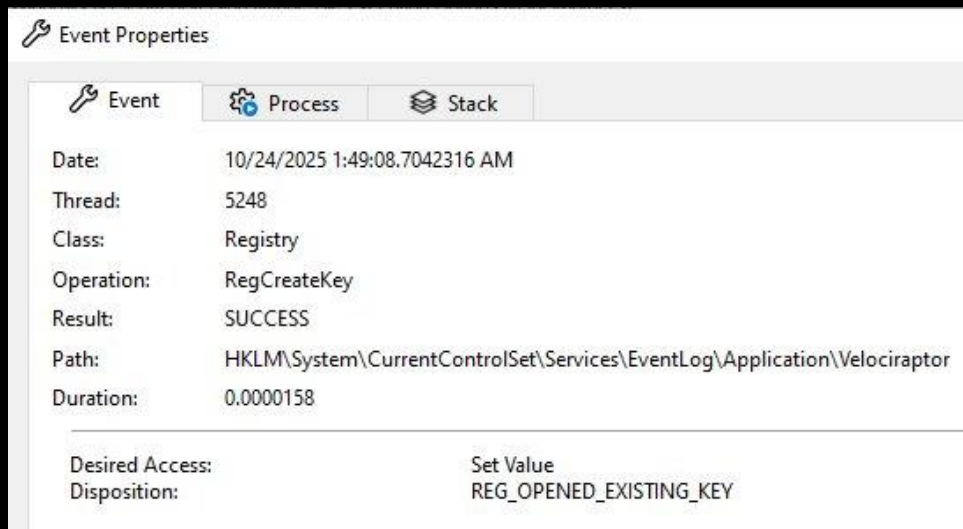 Event Properties
Event Process Stack
Date: 10/24/2025 1:49:08.7042316 AM
Thread: 5248
Class: Registry
Operation: RegCreateKey
Result: SUCCESS
Path: HKLM\System\CurrentControlSet\Services\EventLog\Application\Velociraptor
Duration: 0.0000158
Desired Access: Set Value
Disposition: REG_OPENED_EXISTING_KEY